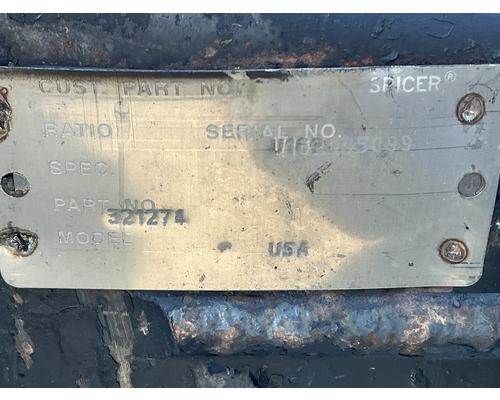 CUST PART NO. SPICER®
RATIO SERIAL NO.
SPEC.
PART NO. 321274
MODEL USA